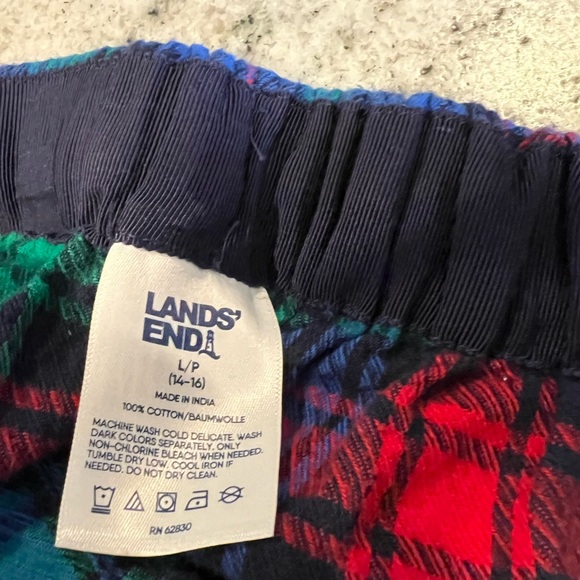 LANDS'
END
L/P
(14-16)
MADE IN INDIA
100% COTTON/BAUMWOLLE
MACHINE WASH COLD DELICATE. WASH
DARK COLORS SEPARATELY. ONLY
NON-CHLORINE BLEACH WHEN NEEDED.
TUMBLE DRY LOW. COOL IRON IF
NEEDED. DO NOT DRY CLEAN.
RN 62830